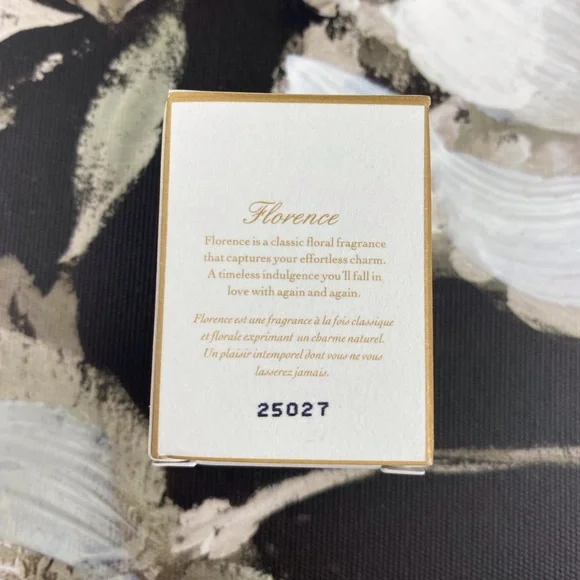 Florence
Florence is a classic floral fragrance
that captures your effortless charm.
A timeless indulgence you'll fall in
love with again and again.
Florence est une fragrance à la fois classique
et florale exprimant un charme naturel.
Un plaisir intemporel dont vous ne vous
lasserez jamais.
25027